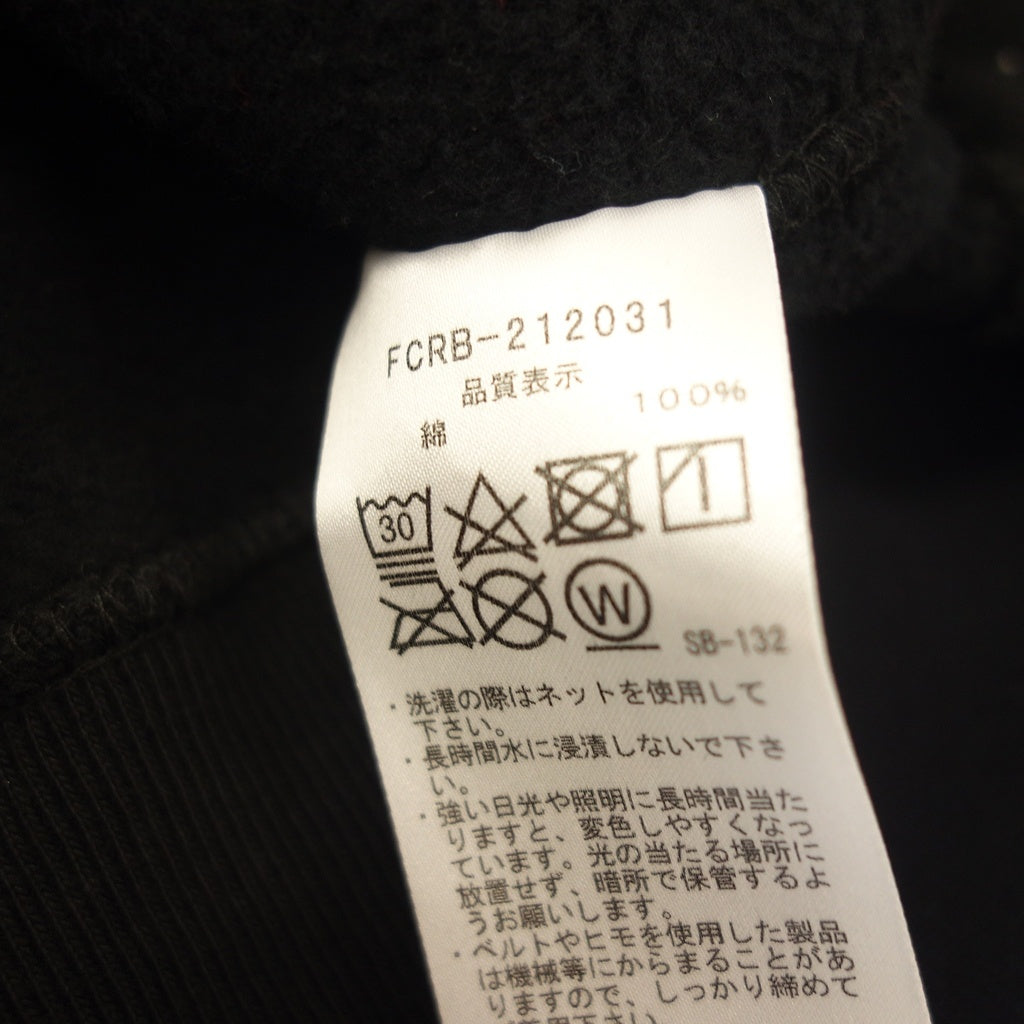 FCRB-212031
品質表示
綿 100%
30
W SB-132
・洗濯の際はネットを使用して
下さい。
・長時間水に浸漬しないで下さ
い。
・強い日光や照明に長時間当た
りますと、変色しやすくなっ
ています。光の当たる場所に
放置せず、暗所で保管するよ
うお願いします。
・ベルトやヒモを使用した製品
は機械等にからまることがあ
りますので、しっかり締めて
下さい。